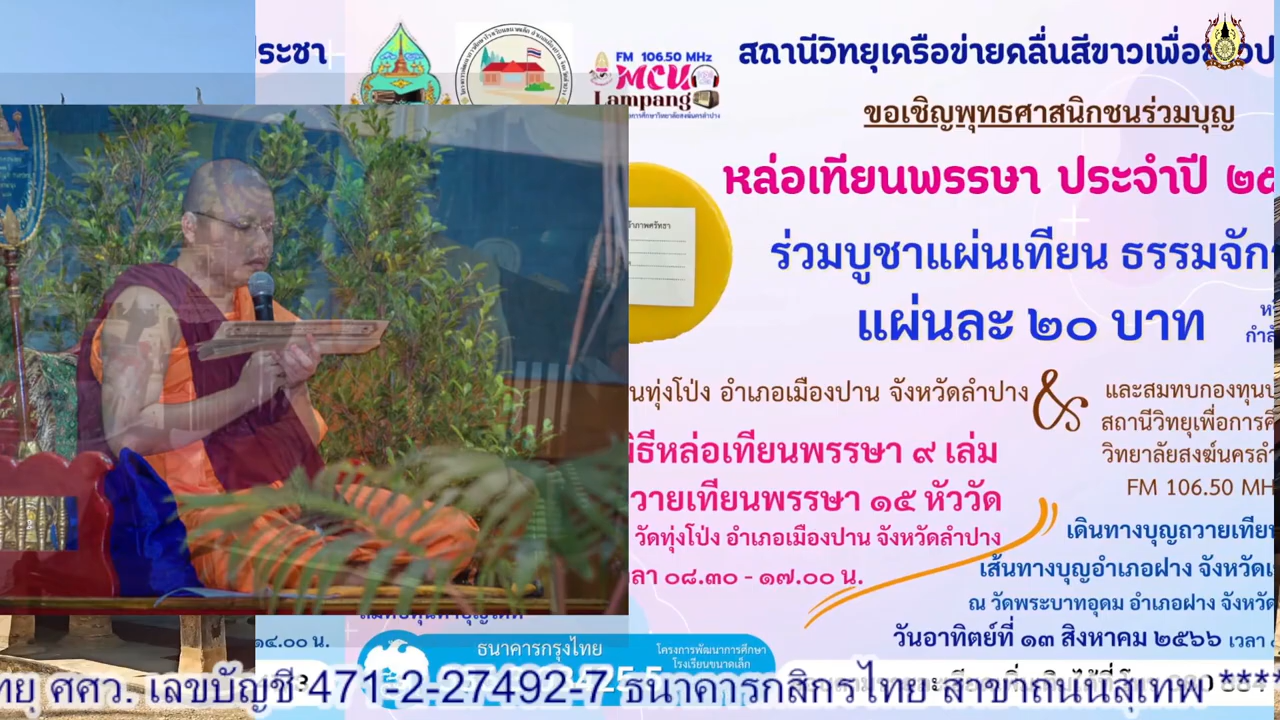 ประชา
FM 106.50 MHz
MCU
Lampang
สถานีวิทยุเครือข่ายคลื่นสีขาวเพื่อ
ขอเชิญพุทธศาสนิกชนร่วมบุญ
หล่อเทียนพรรษา ประจำปี ๒๕
ร่วมบูชาแผ่นเทียน ธรรมจัก
แผ่นละ ๒๐ บาท
นทุ่งโป่ง อำเภอเมืองปาน จังหวัดลำปาง
&
และสมทบกองทุน
สถานีวิทยุเพื่อการศึ
วิทยาลัยสงฆ์นครลำ
FM 106.50 MH
พิธีหล่อเทียนพรรษา ๙ เล่ม
วายเทียนพรรษา ๑๕ หัววัด
วัดทุ่งโป่ง อำเภอเมืองปาน จังหวัดลำปาง
ลา ๐๘.๓๐ - ๑๗.๐๐ น.
เดินทางบุญถวายเทีย
เส้นทางบุญอำเภอฝาง จังหวัดเ
ณ วัดพระบาทอุดม อำเภอฝาง จังหวัด
วันอาทิตย์ที่ ๑๓ สิงหาคม ๒๕๖๖ เวลา
๑๔.๐๐ น.
ธนาคารกรุงไทย
โครงการพัฒนาการศึกษา
โรงเรียนขนาดเล็ก
ทยุ ศศว. เลขบัญชี 471-2-27492-7 ธนาคารกสิกรไทย สาขาถนนสุเทพ ****